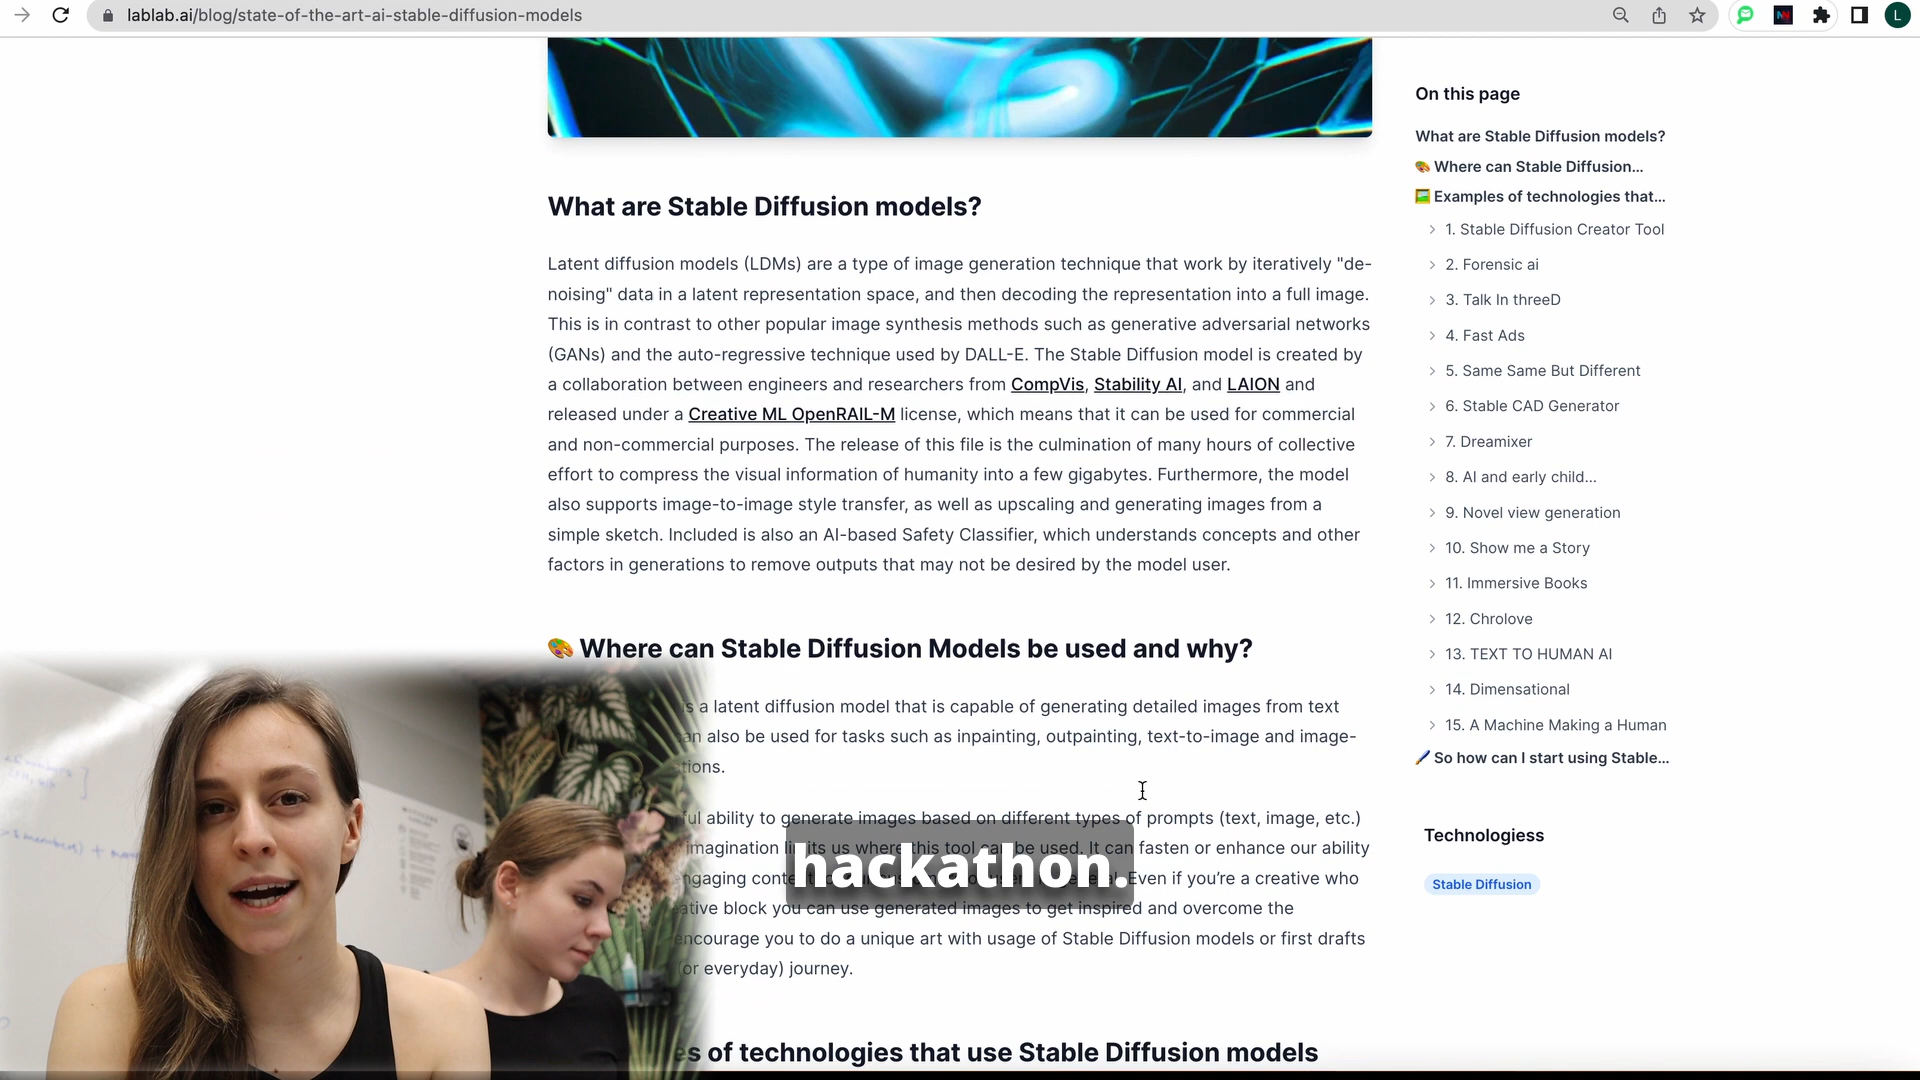 lablab.ai/blog/state-of-the-art-ai-stable-diffusion-models
L
What are Stable Diffusion models?
Latent diffusion models (LDMs) are a type of image generation technique that work by iteratively "de-
noising" data in a latent representation space, and then decoding the representation into a full image.
This is in contrast to other popular image synthesis methods such as generative adversarial networks
(GANs) and the auto-regressive technique used by DALL-E. The Stable Diffusion model is created by
a collaboration between engineers and researchers from CompVis, Stability AI, and LAION and
released under a Creative ML OpenRAIL-M license, which means that it can be used for commercial
and non-commercial purposes. The release of this file is the culmination of many hours of collective
effort to compress the visual information of humanity into a few gigabytes. Furthermore, the model
also supports image-to-image style transfer, as well as upscaling and generating images from a
simple sketch. Included is also an AI-based Safety Classifier, which understands concepts and other
factors in generations to remove outputs that may not be desired by the model user.
🎨 Where can Stable Diffusion Models be used and why?
is a latent diffusion model that is capable of generating detailed images from text
also be used for tasks such as inpainting, outpainting, text-to-image and image-
ability to generate images based on different types of prompts (text, image, etc.)
imagination limits us where this tool can be used. It can fasten or enhance our ability
Even if you're a creative who
block you can use generated images to get inspired and overcome the
encourage you to do a unique art with usage of Stable Diffusion models or first drafts
(or everyday) journey.
hackathon.
of technologies that use Stable Diffusion models
On this page
What are Stable Diffusion models?
🎨 Where can Stable Diffusion...
🖼️ Examples of technologies that...
1. Stable Diffusion Creator Tool
2. Forensic ai
3. Talk In threeD
4. Fast Ads
5. Same Same But Different
6. Stable CAD Generator
7. Dreamixer
8. AI and early child...
9. Novel view generation
10. Show me a Story
11. Immersive Books
12. Chrolove
13. TEXT TO HUMAN AI
14. Dimensational
15. A Machine Making a Human
🖌️ So how can I start using Stable...
Technologiess
Stable Diffusion